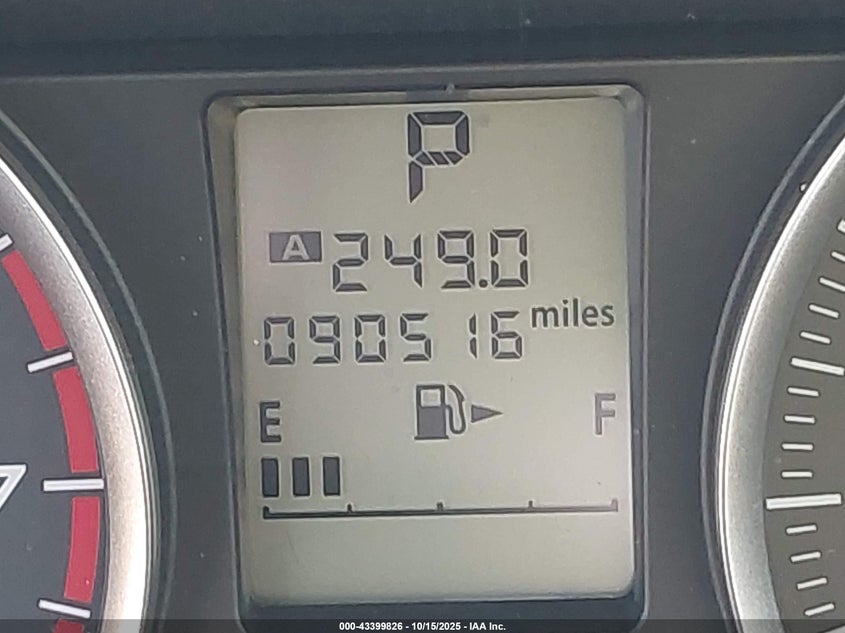 P
A 249.0
090516 miles
E F
000-43399826 - 10/15/2025 - IAA Inc.